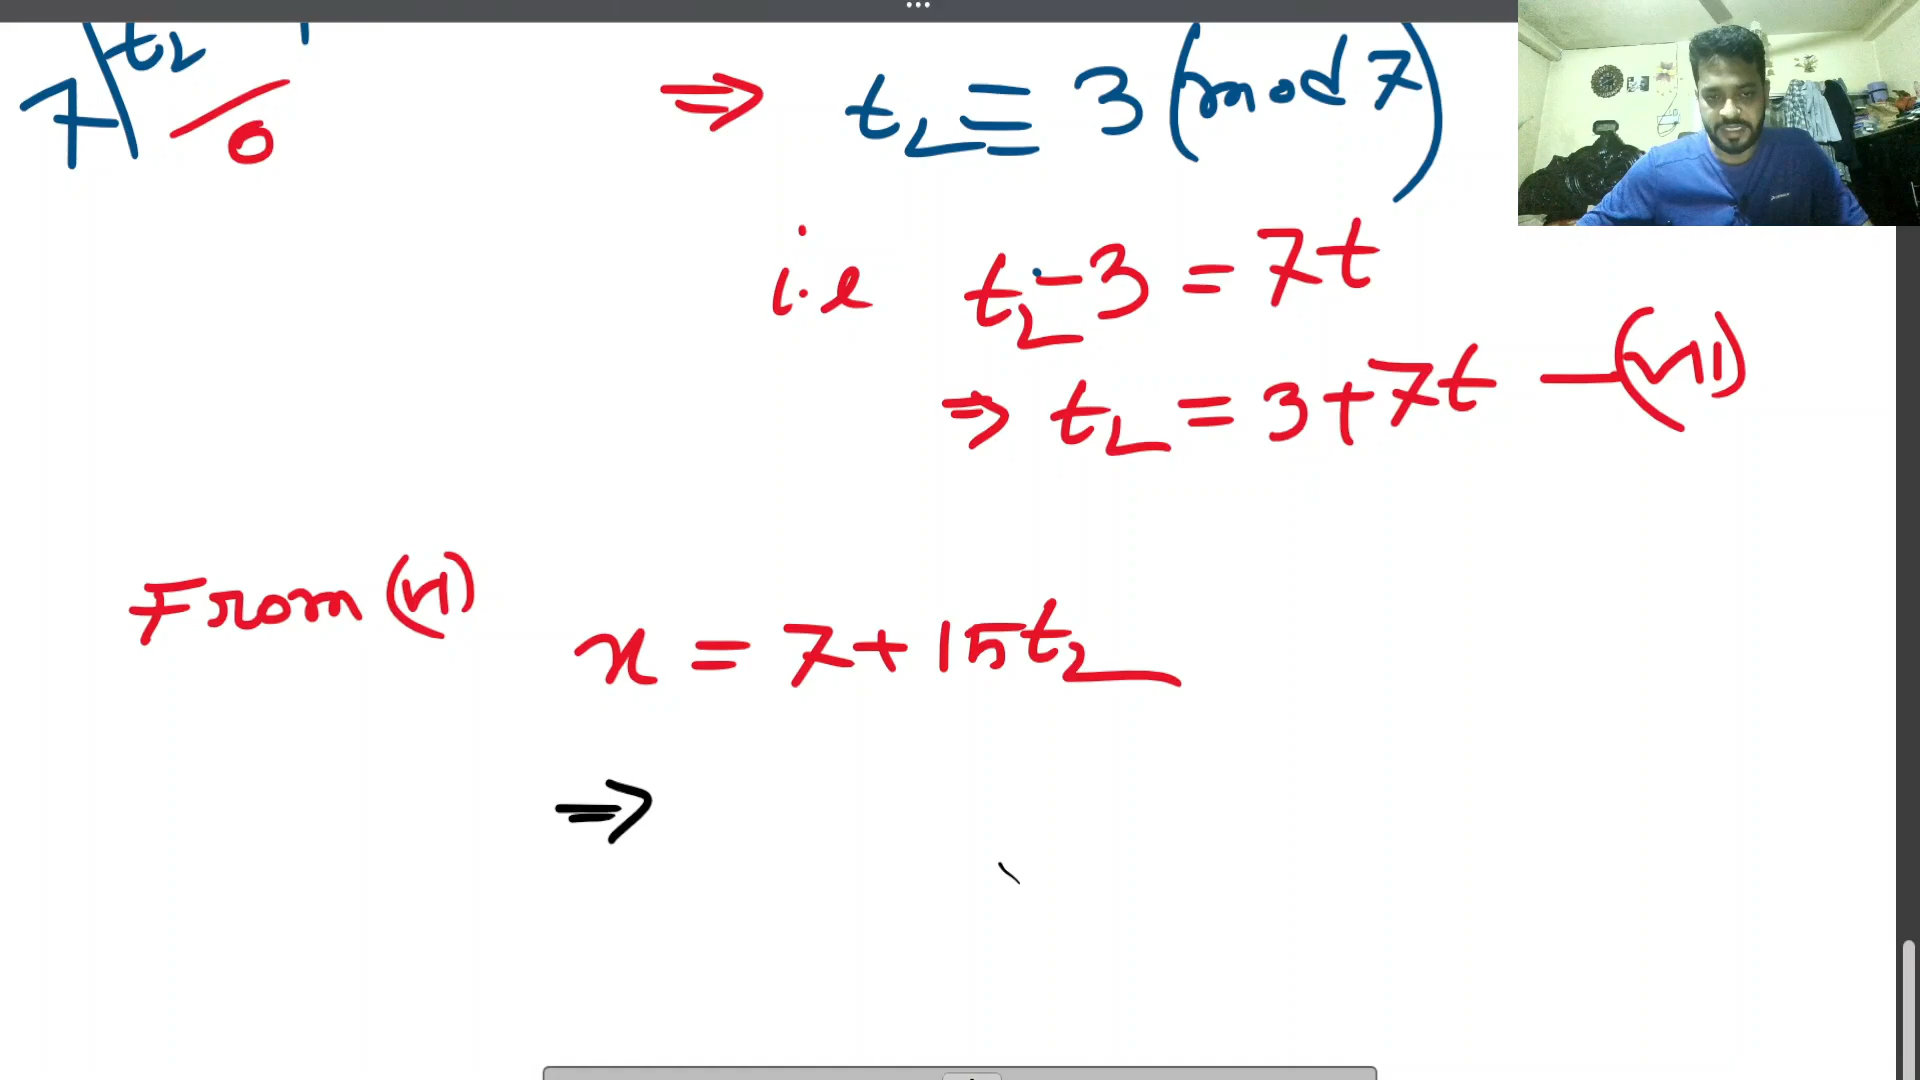 7 | t₂ / 0
⇒ t₂ ≡ 3 (mod 7)
i.e t₂ - 3 = 7t
⇒ t₂ = 3 + 7t — (vii)
From (vi)
x = 7 + 15t₂
⇒